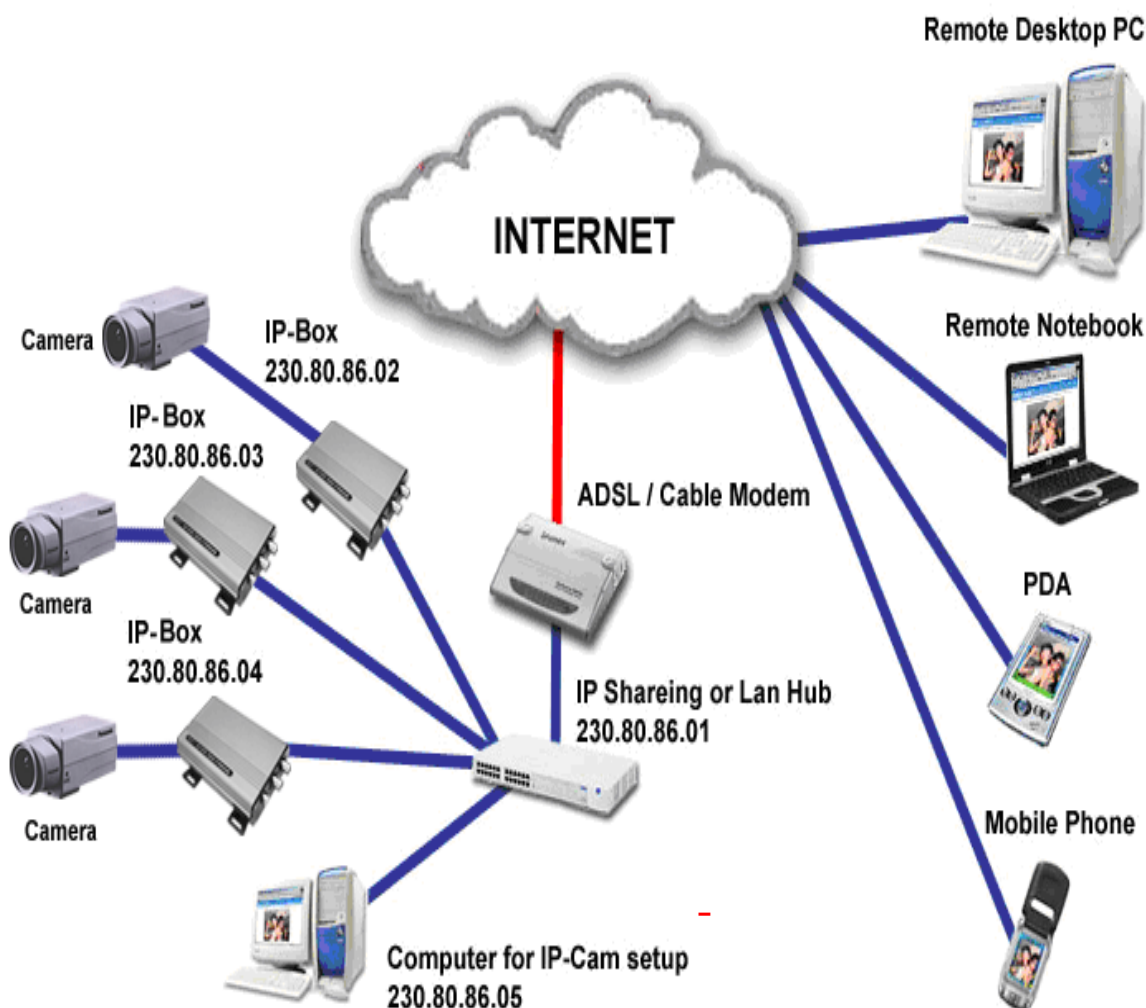 Remote Desktop PC
INTERNET
Remote Notebook
Camera
IP-Box
230.80.86.02
IP-Box
230.80.86.03
ADSL / Cable Modem
Camera
PDA
IP-Box
230.80.86.04
IP Shareing or Lan Hub
230.80.86.01
Camera
Mobile Phone
Computer for IP-Cam setup
230.80.86.05